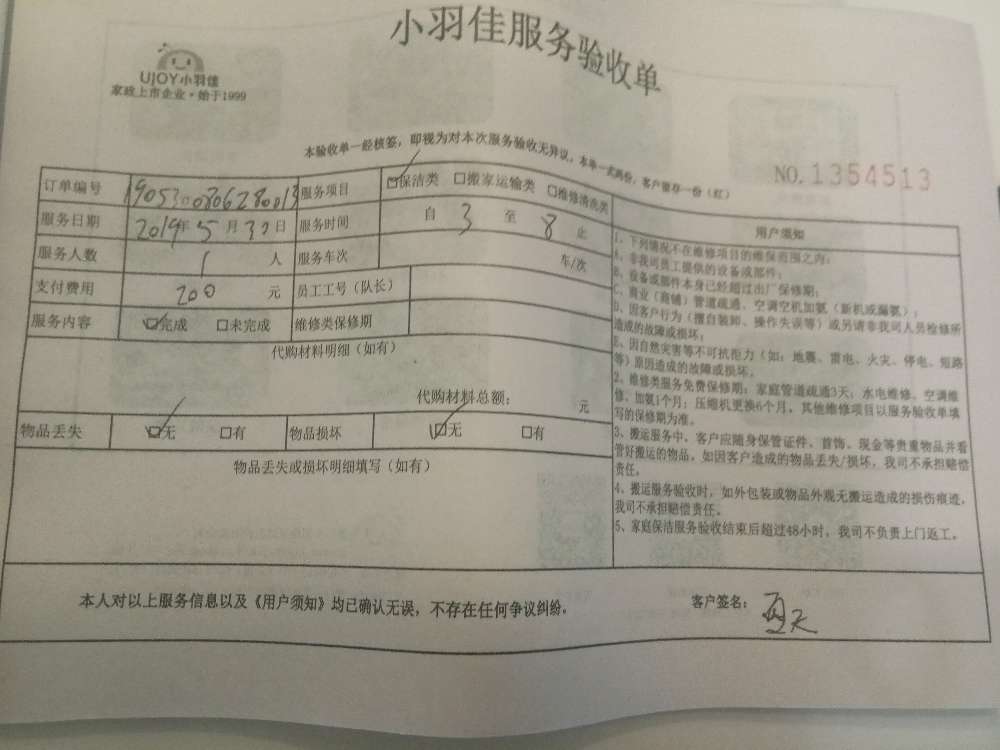 小羽佳服务验收单
UJOY小羽佳
家政上市企业·始于1999
本验收单一经核签，即视为对本次服务验收无异议，本单一式两份，客户留存一份（红）
NO.1354513
订单编号 190530086280013 服务项目 保洁类 搬家运输类 维修清洗类
服务日期 2019年5月30日 服务时间 自 3 至 8 止
服务人数 1 人 服务车次 车/次
支付费用 200 元 员工工号（队长）
服务内容 完成 未完成 维修类保修期
代购材料明细（如有）
代购材料总额： 元
物品丢失 无 有 物品损坏 无 有
物品丢失或损坏明细填写（如有）
用户须知
1、下列情况不在维修项目的维保范围之内：
A、非我司员工提供的设备或部件；
B、设备或部件本身已经超过出厂保修期；
C、商业（商铺）管道疏通、空调空机加氨（新机或漏氨）；
D、因客户行为（擅自装卸、操作失误等）或另请非我司人员检修所
造成的故障或损坏；
E、因自然灾害等不可抗拒力（如：地震、雷电、火灾、停电、短路
等）原因造成的故障或损坏。
2、维修类服务免费保修期：家庭管道疏通3天；水电维修、空调维
修、加氨1个月；压缩机更换6个月，其他维修项目以服务验收单填
写的保修期为准。
3、搬运服务中，客户应随身保管证件、首饰、现金等贵重物品并看
管好搬运的物品，如因客户造成的物品丢失/损坏，我司不承担赔偿
责任。
4、搬运服务验收时，如外包装或物品外观无搬运造成的损伤痕迹，
我司不承担赔偿责任。
5、家庭保洁服务验收结束后超过48小时，我司不负责上门返工。
本人对以上服务信息以及《用户须知》均已确认无误，不存在任何争议纠纷。
客户签名： 夏天